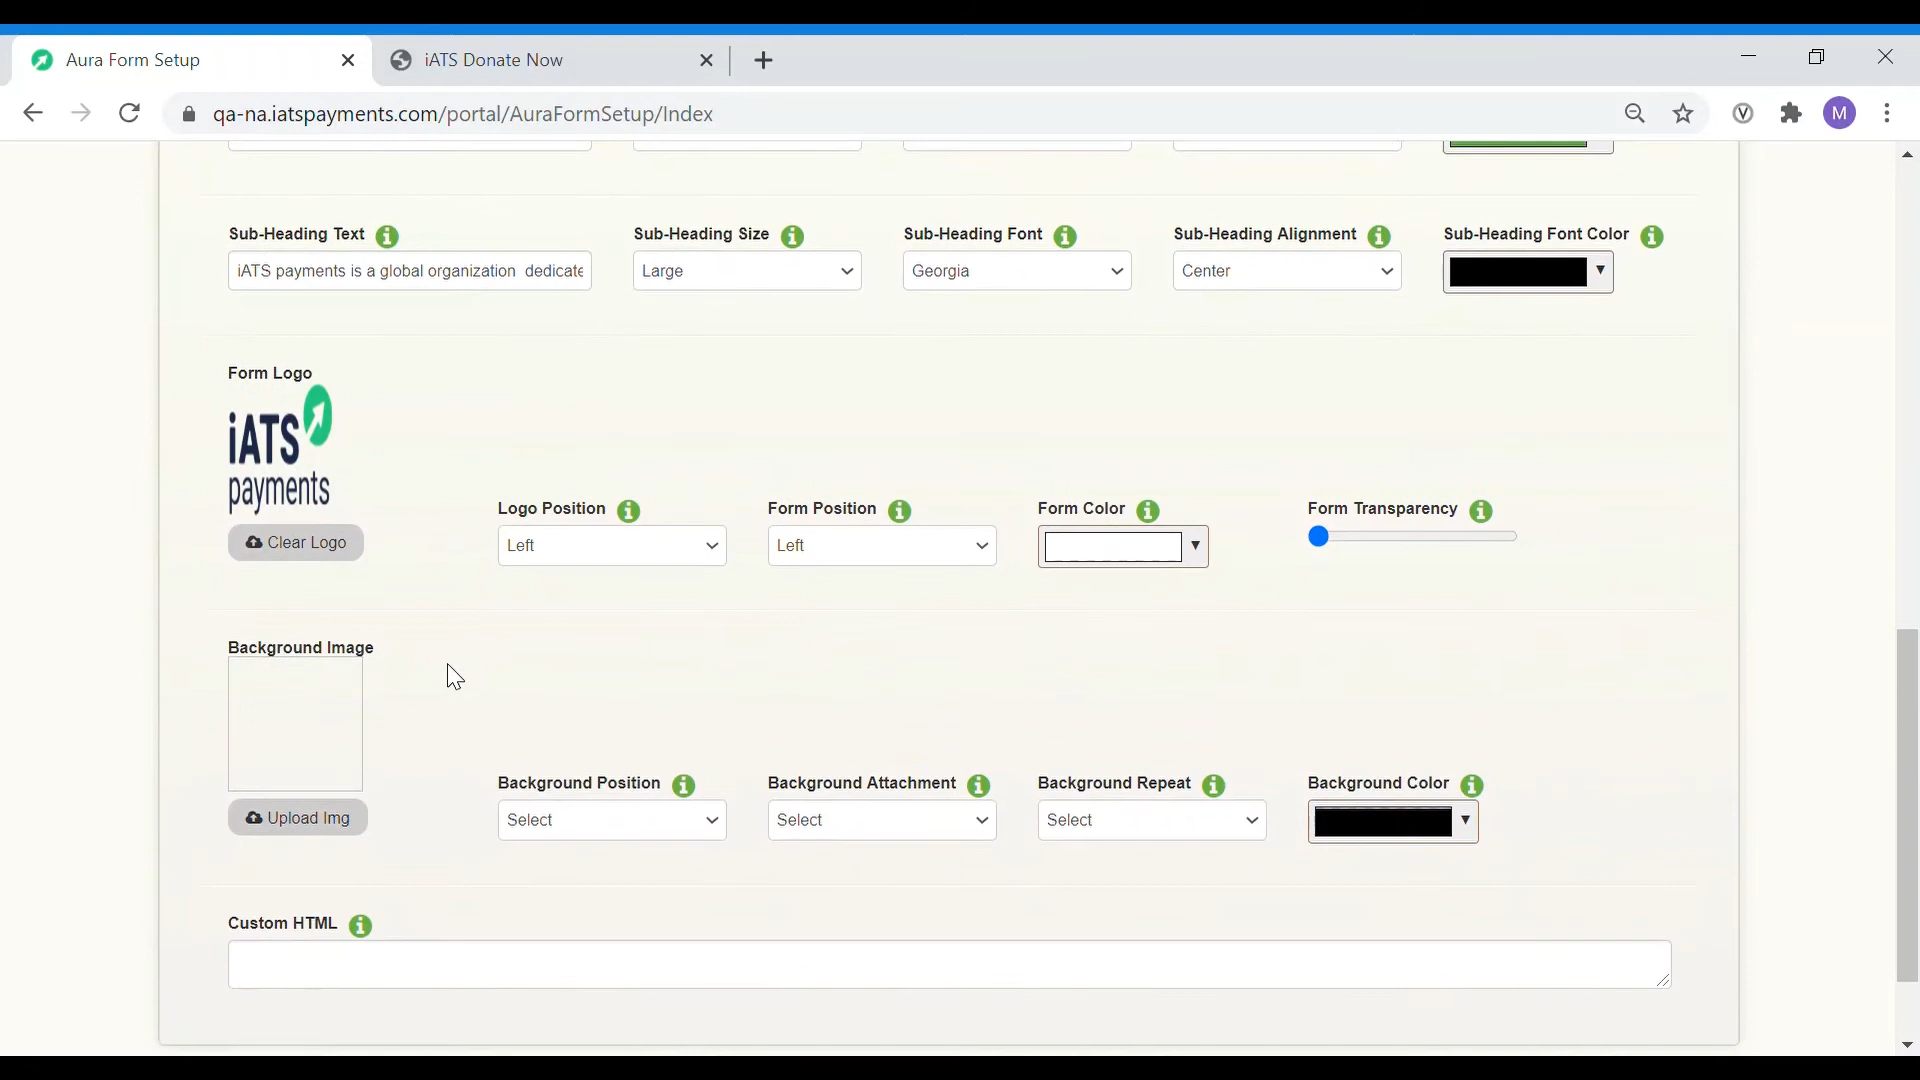 Aura Form Setup
iATS Donate Now
qa-na.iatspayments.com/portal/AuraFormSetup/Index
M
Sub-Heading Text
Sub-Heading Size
Sub-Heading Font
Sub-Heading Alignment
Sub-Heading Font Color
iATS payments is a global organization  dedicate
Large
Georgia
Center
Form Logo
iATS
payments
Clear Logo
Logo Position
Form Position
Form Color
Form Transparency
Left
Left
Background Image
Upload Img
Background Position
Background Attachment
Background Repeat
Background Color
Select
Select
Select
Custom HTML